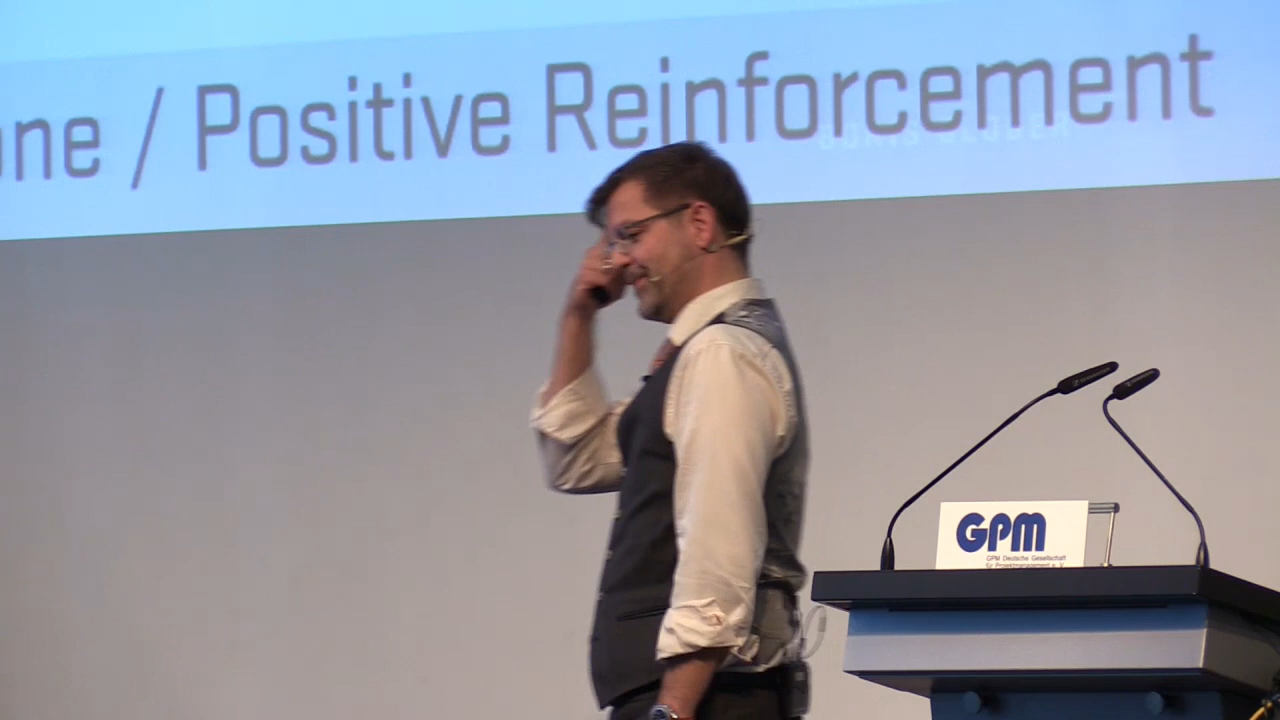 one / Positive Reinforcement
GPM
GPM Deutsche Gesellschaft
für Projektmanagement e. V.